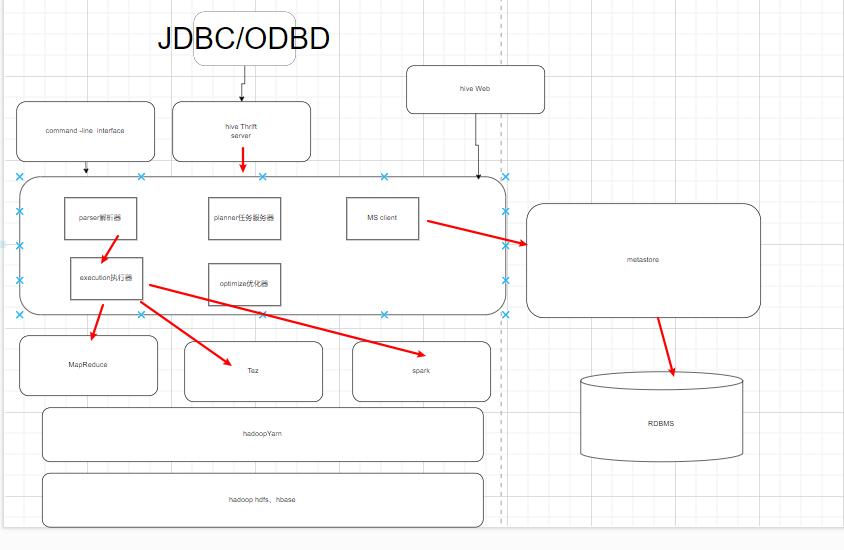 JDBC/ODBD
hive Web
command -line  interface
hive Thrift
server
parser解析器
planner任务服务器
MS client
metastore
execution执行器
optimize优化器
MapReduce
Tez
spark
RDBMS
hadoopYarn
hadoop hdfs、hbase